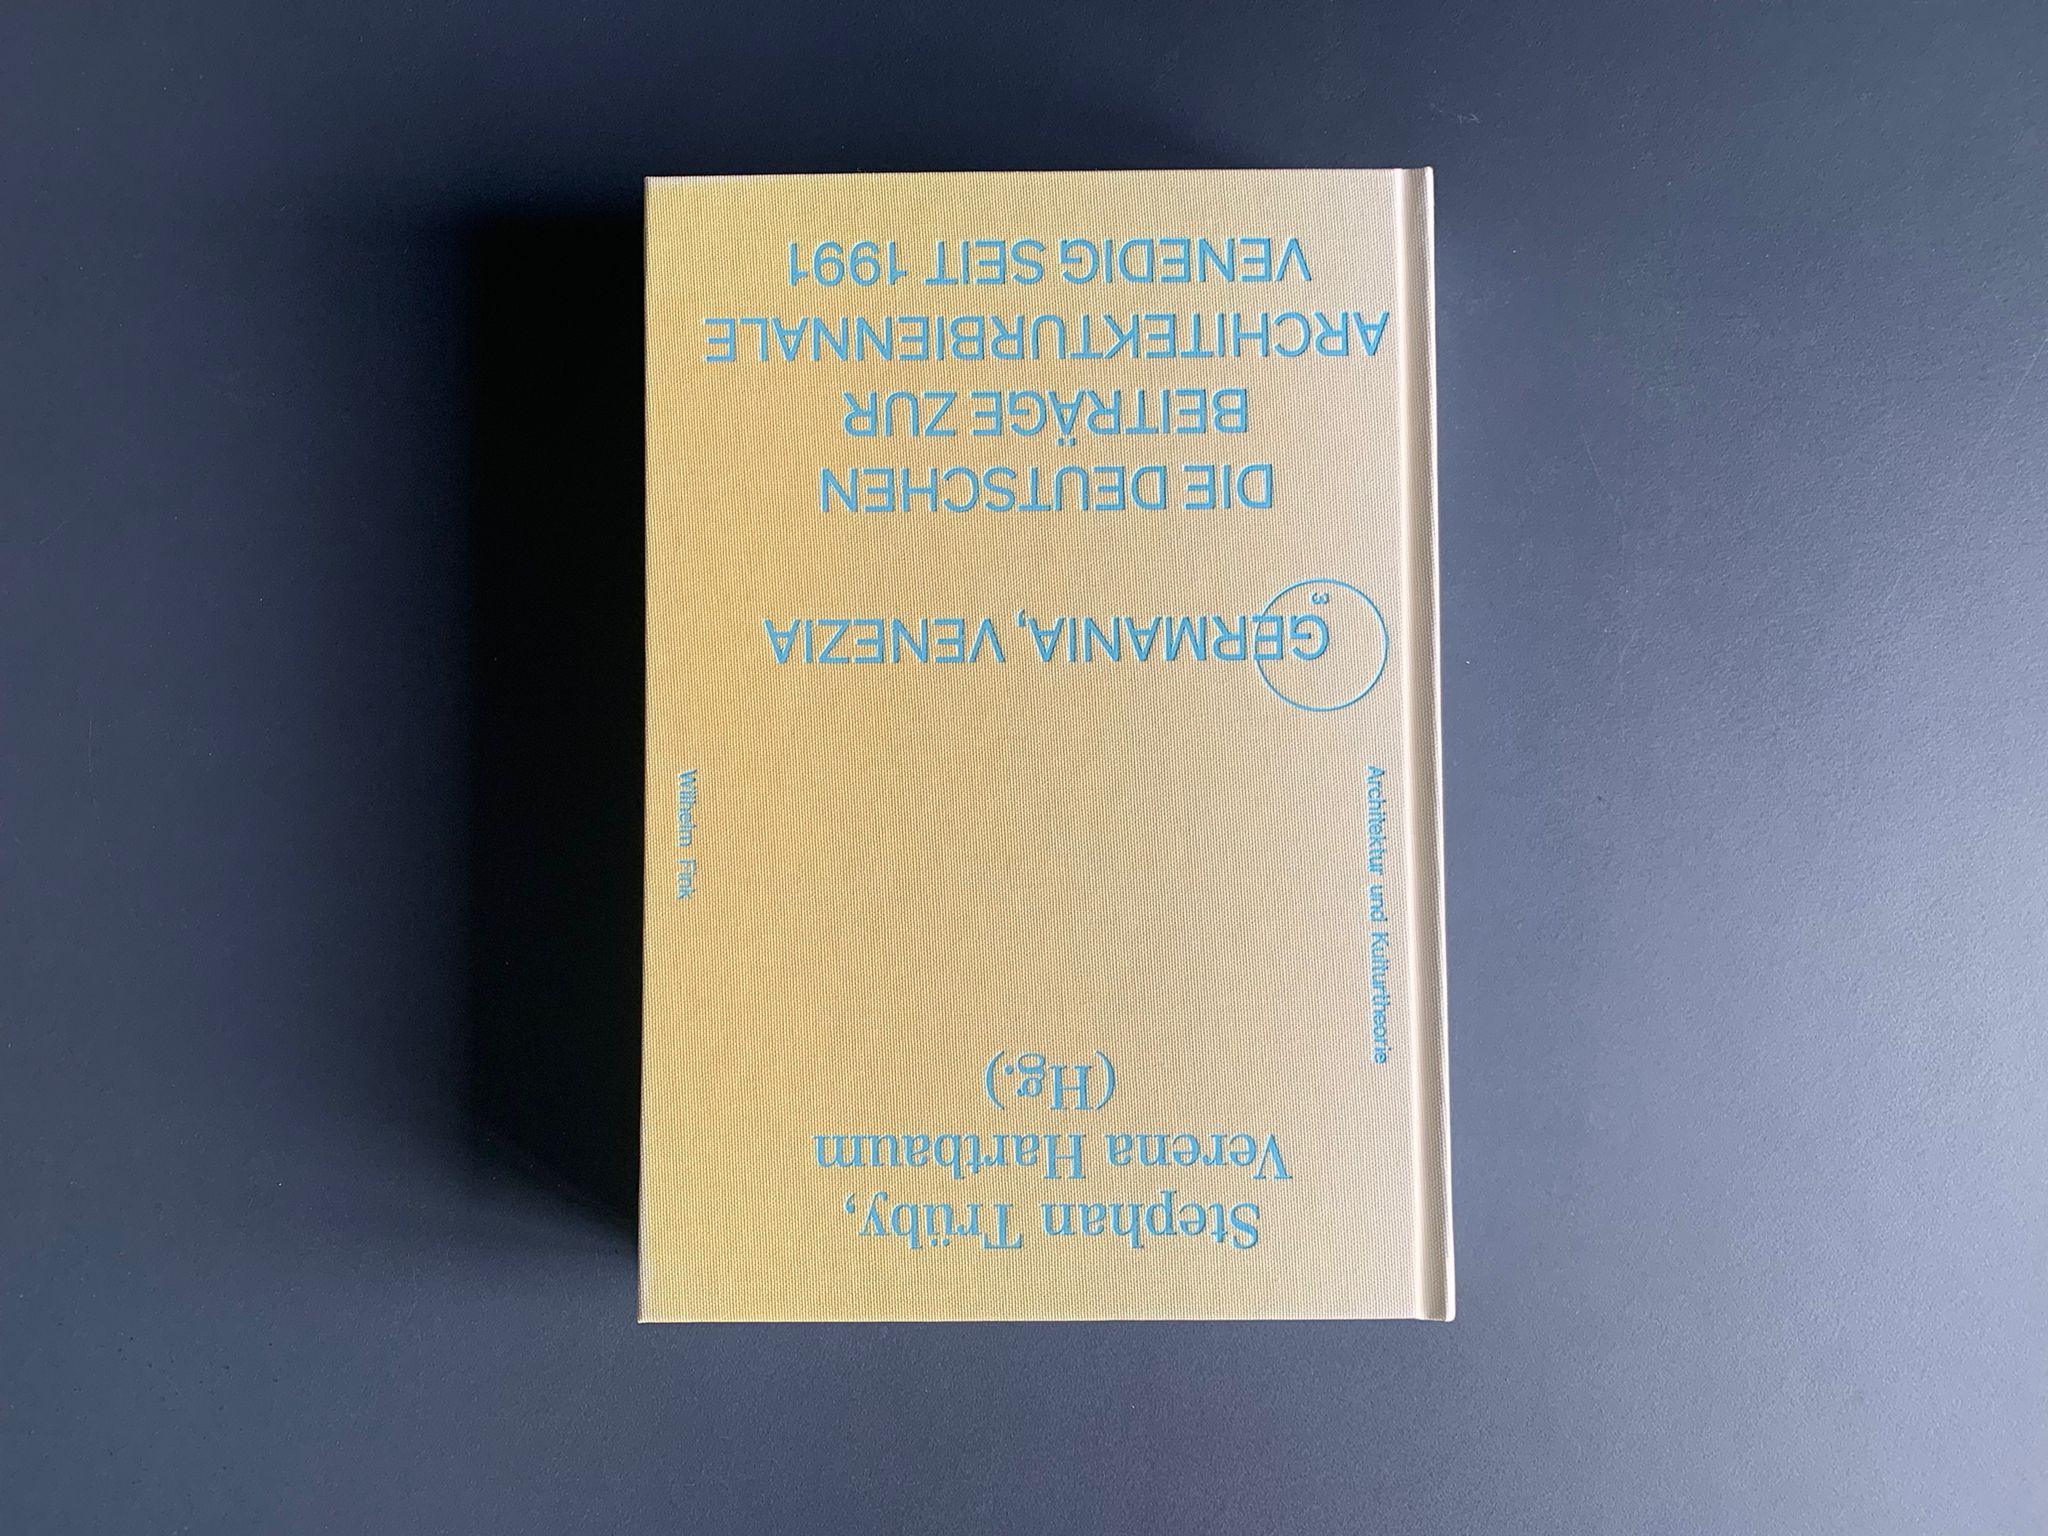 Stephan Trüby,
Verena Hartbaum
(Hg.)
Architektur und Kulturtheorie
Wilhelm Fink
3
GERMANIA, VENEZIA
DIE DEUTSCHEN
BEITRÄGE ZUR
ARCHITEKTURBIENNALE
VENEDIG SEIT 1991